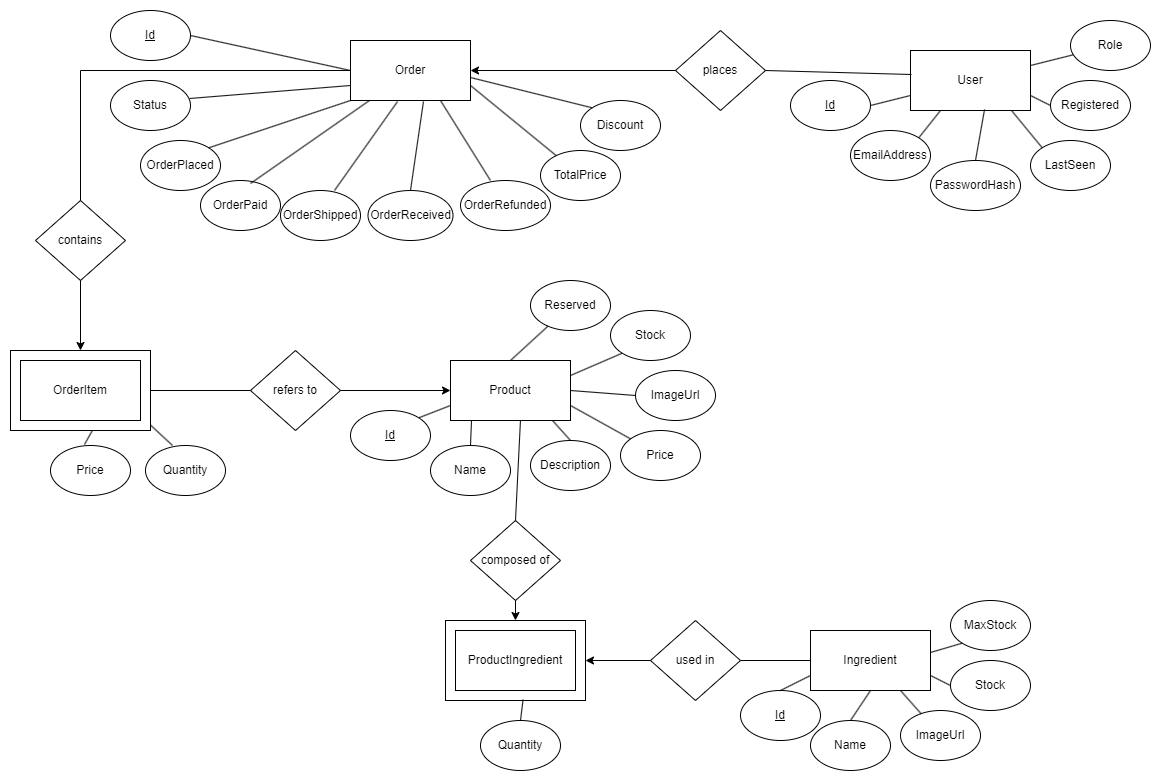 Id
Order
places
User
Role
Status
Id
Registered
Discount
OrderPlaced
EmailAddress
LastSeen
TotalPrice
PasswordHash
OrderPaid
OrderShipped
OrderReceived
OrderRefunded
contains
Reserved
Stock
OrderItem
refers to
Product
ImageUrl
Id
Price
Quantity
Name
Description
Price
composed of
ProductIngredient
used in
Ingredient
MaxStock
Stock
Id
Quantity
Name
ImageUrl